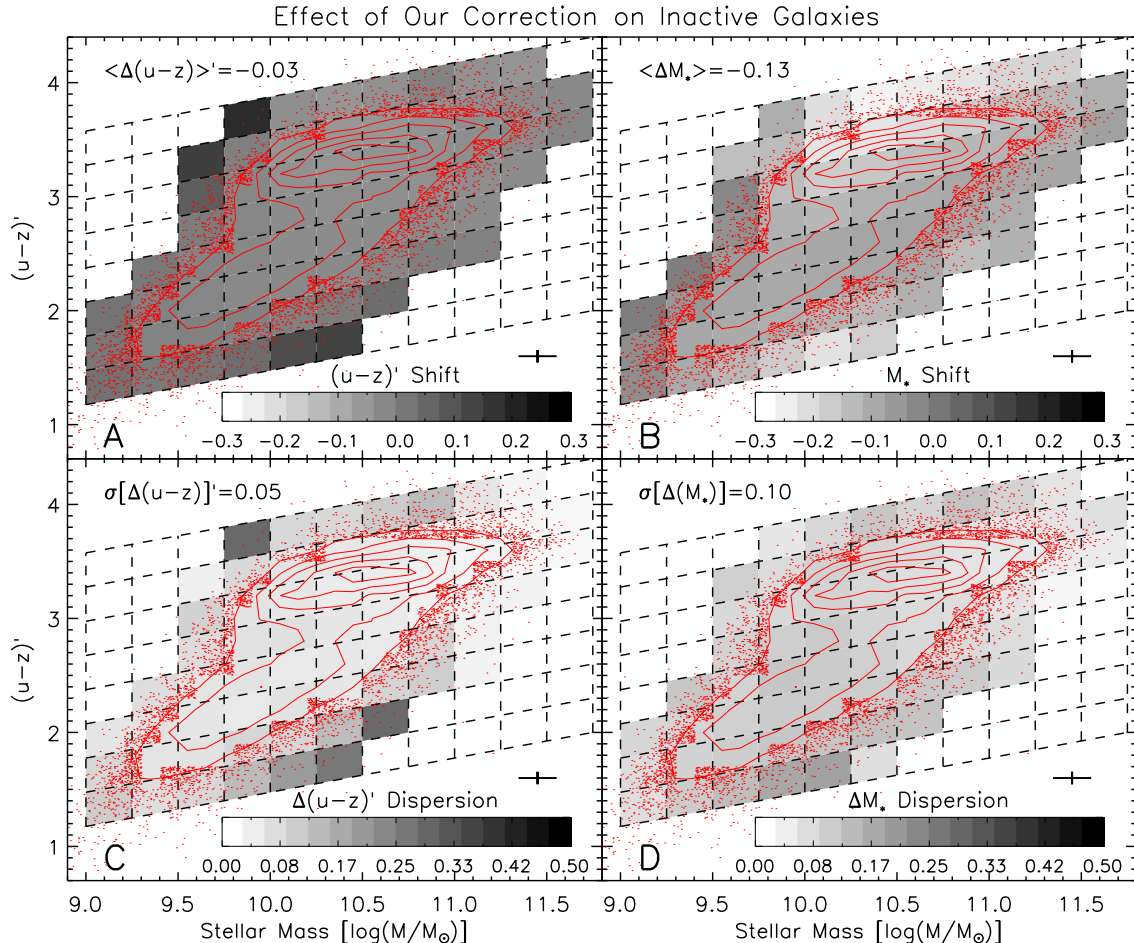 Effect of Our Correction on Inactive Galaxies
<Δ(u−z)>'=−0.03
<ΔM*>=−0.13
4
3
2
1
(u−z)'
(u−z)' Shift
M* Shift
−0.3 −0.2 −0.1 0.0 0.1 0.2 0.3
−0.3 −0.2 −0.1 0.0 0.1 0.2 0.3
A
B
σ[Δ(u−z)]'=0.05
σ[Δ(M*)]=0.10
4
3
2
1
(u−z)'
Δ(u−z)' Dispersion
ΔM* Dispersion
0.00 0.08 0.17 0.25 0.33 0.42 0.50
0.00 0.08 0.17 0.25 0.33 0.42 0.50
C
D
9.0 9.5 10.0 10.5 11.0 11.5
9.0 9.5 10.0 10.5 11.0 11.5
Stellar Mass [log(M/M⊙)]
Stellar Mass [log(M/M⊙)]